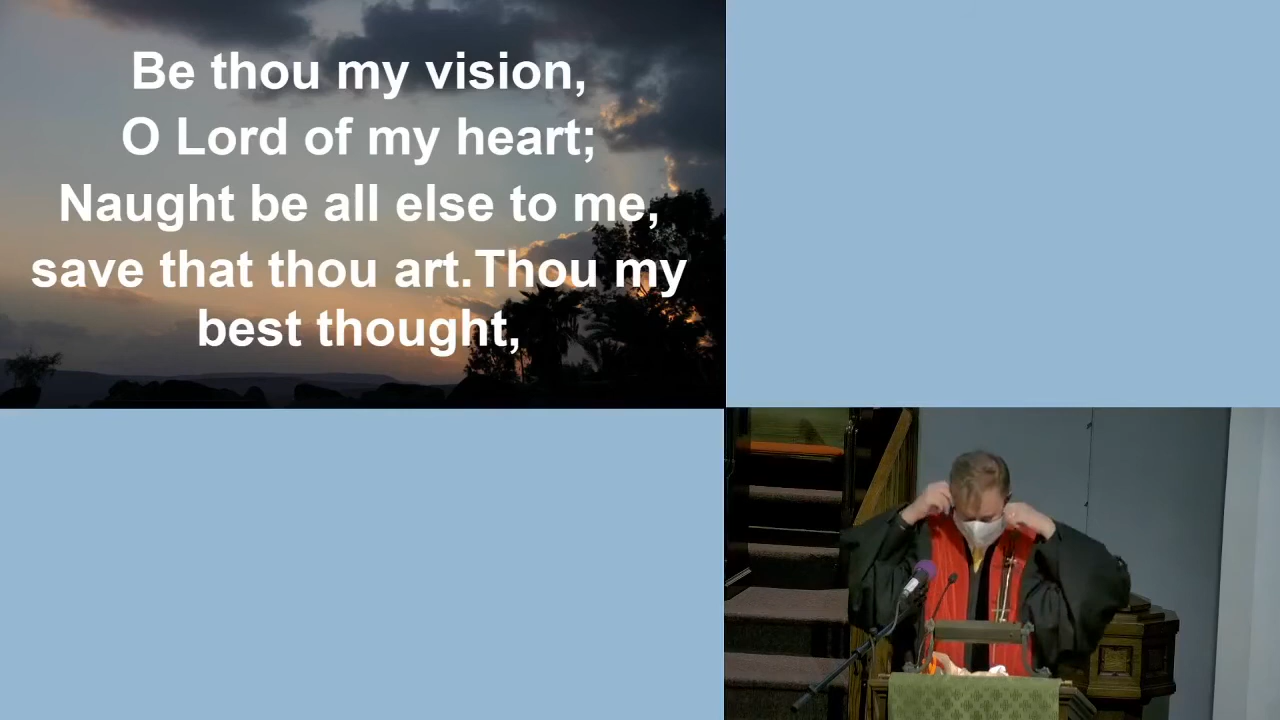 Be thou my vision,
O Lord of my heart;
Naught be all else to me,
save that thou art.Thou my
best thought,